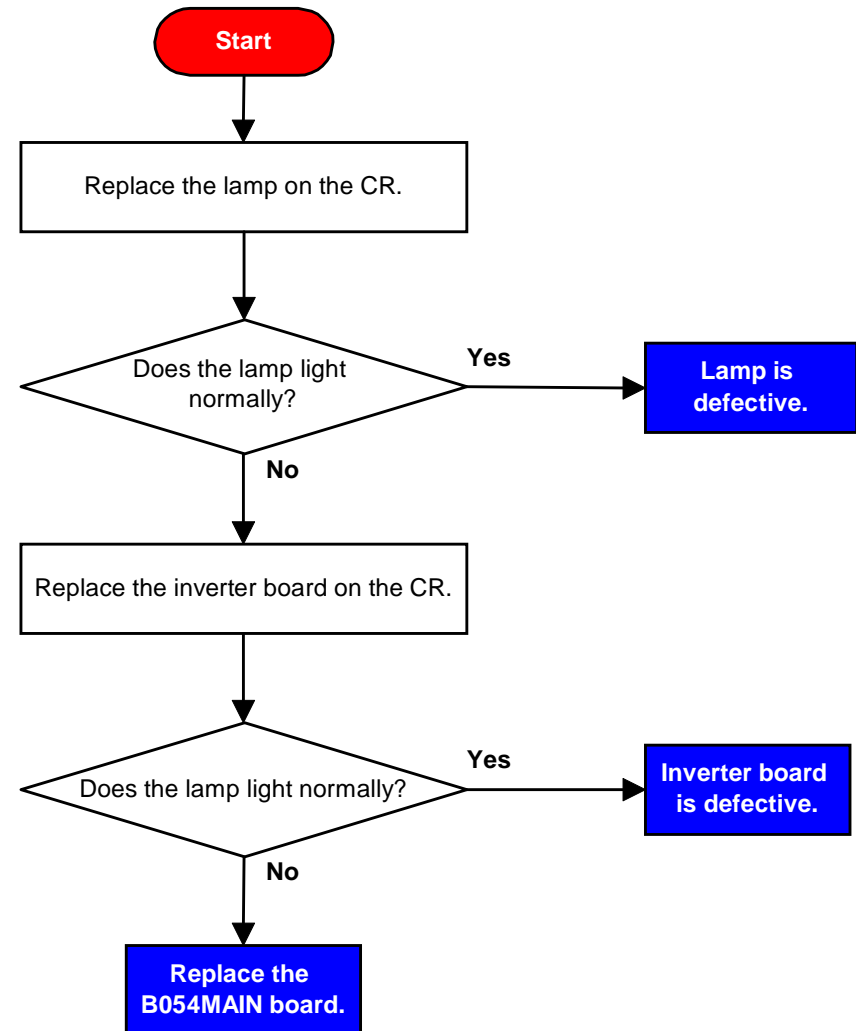 Start
Replace the lamp on the CR.
Does the lamp light
normally?
Yes
Lamp is
defective.
No
Replace the inverter board on the CR.
Does the lamp light normally?
Yes
Inverter board
is defective.
No
Replace the
B054MAIN board.